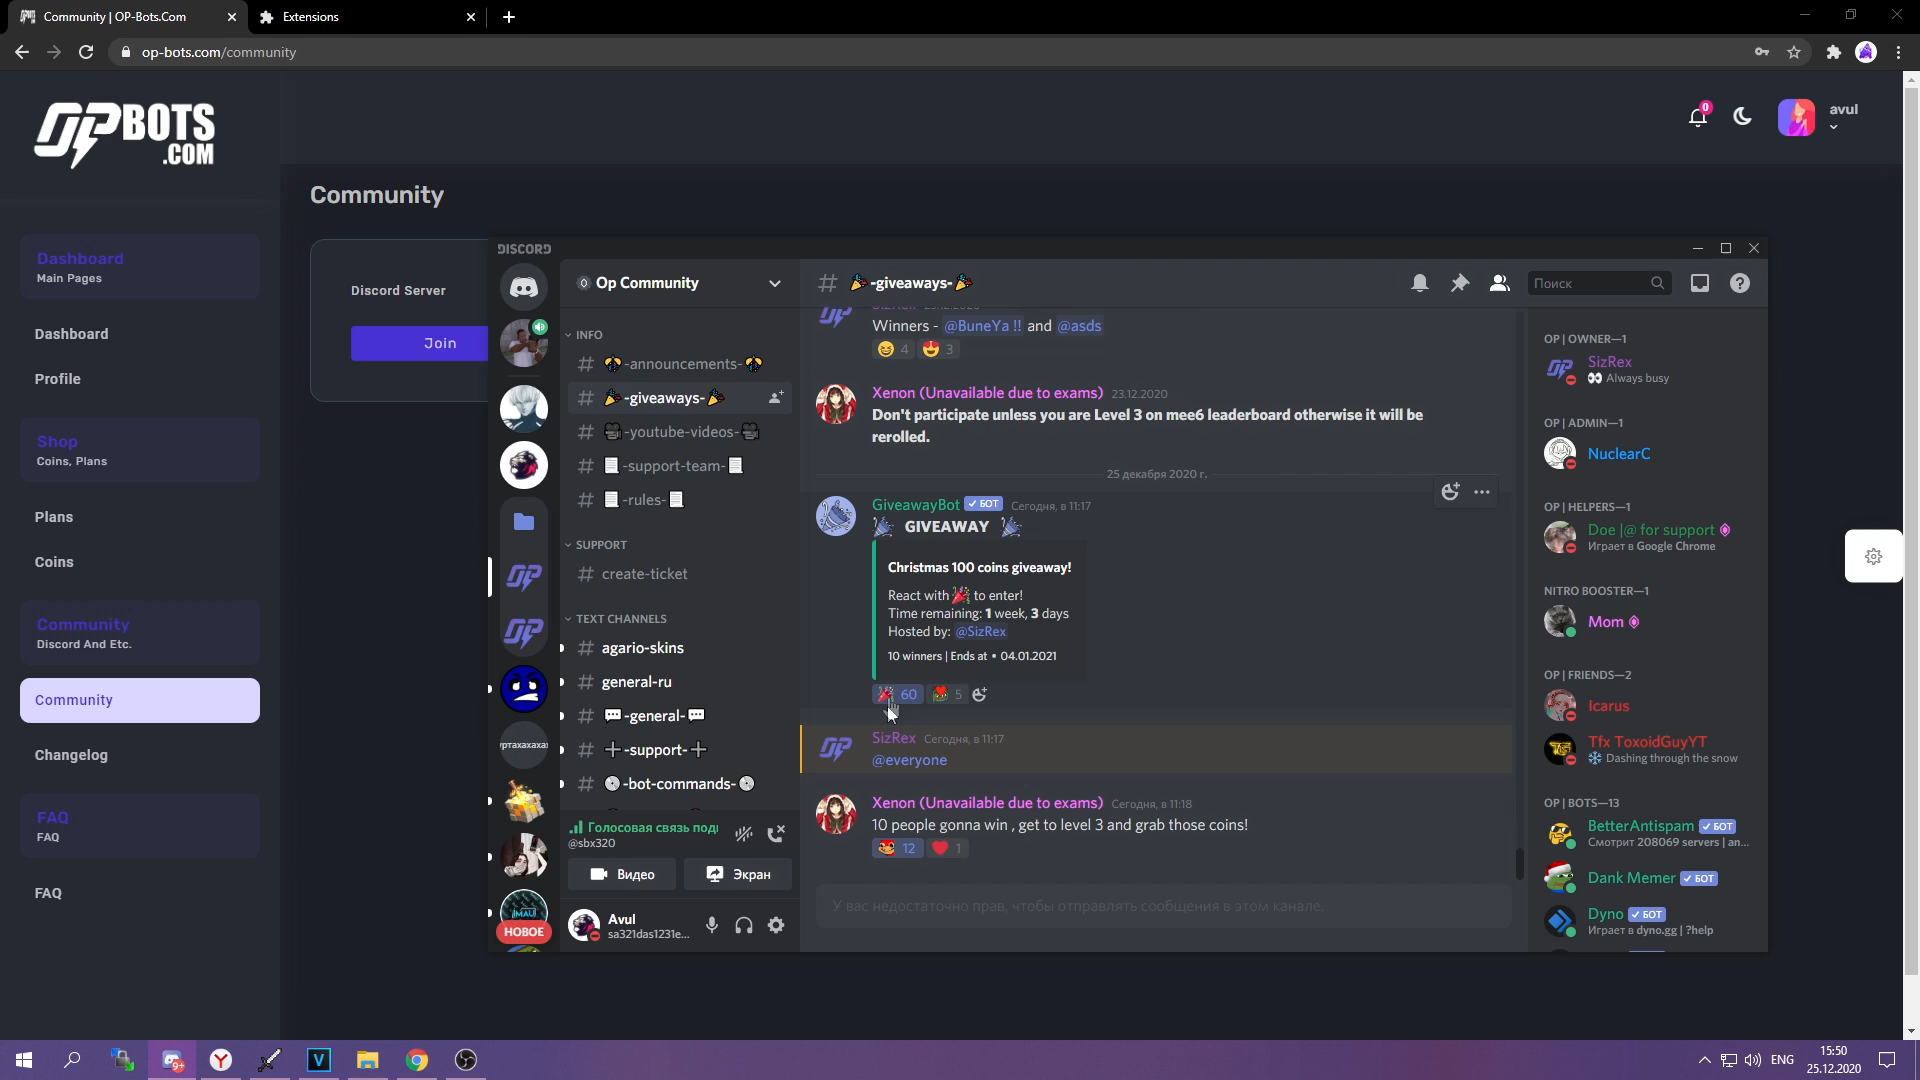 Community | OP-Bots.Com
Extensions
op-bots.com/community
OPBOTS
.COM
0
avul
Community
Dashboard
Main Pages
Dashboard
Profile
Shop
Coins, Plans
Plans
Coins
Community
Discord And Etc.
Community
Changelog
FAQ
FAQ
FAQ
Discord Server
Join
DISCORD
Op Community
INFO
# -announcements-
# -giveaways-
# -youtube-videos-
# -support-team-
# -rules-
SUPPORT
# create-ticket
TEXT CHANNELS
# agario-skins
# general-ru
# -general-
# -support-
# -bot-commands-
Голосовая связь подк
@sbx320
Видео
Экран
НОВОЕ
Avul
sa321das1231e...
# -giveaways-
Поиск
Winners - @BuneYa !! and @asds
4
3
Xenon (Unavailable due to exams) 23.12.2020
Don't participate unless you are Level 3 on mee6 leaderboard otherwise it will be
rerolled.
25 декабря 2020 г.
GiveawayBot БОТ Сегодня, в 11:17
GIVEAWAY
Christmas 100 coins giveaway!
React with to enter!
Time remaining: 1 week, 3 days
Hosted by: @SizRex
10 winners | Ends at • 04.01.2021
60
5
SizRex Сегодня, в 11:17
@everyone
Xenon (Unavailable due to exams) Сегодня, в 11:18
10 people gonna win , get to level 3 and grab those coins!
12
1
У вас недостаточно прав, чтобы отправлять сообщения в этом канале.
OP | OWNER—1
SizRex
Always busy
OP | ADMIN—1
NuclearC
OP | HELPERS—1
Doe |@ for support
Играет в Google Chrome
NITRO BOOSTER—1
Mom
OP | FRIENDS—2
Icarus
Tfx ToxoidGuyYT
Dashing through the snow
OP | BOTS—13
BetterAntispam БОТ
Смотрит 208069 servers | an...
Dank Memer БОТ
Dyno БОТ
Играет в dyno.gg | ?help
9+
Y
V
ENG
15:50
25.12.2020